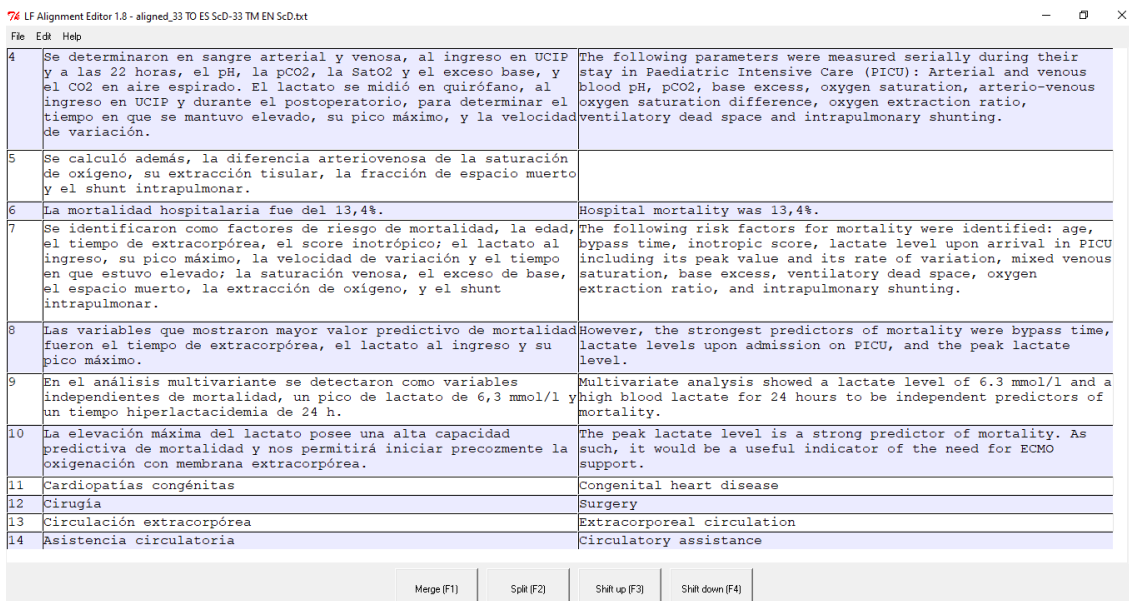 LF Alignment Editor 1.8 - aligned_33 TO ES ScD-33 TM EN ScD.txt
File Edit Help
4
Se determinaron en sangre arterial y venosa, al ingreso en UCIP
y a las 22 horas, el pH, la pCO2, la SatO2 y el exceso base, y
el CO2 en aire espirado. El lactato se midió en quirófano, al
ingreso en UCIP y durante el postoperatorio, para determinar el
tiempo en que se mantuvo elevado, su pico máximo, y la velocidad
de variación.
The following parameters were measured serially during their
stay in Paediatric Intensive Care (PICU): Arterial and venous
blood pH, pCO2, base excess, oxygen saturation, arterio-venous
oxygen saturation difference, oxygen extraction ratio,
ventilatory dead space and intrapulmonary shunting.
5
Se calculó además, la diferencia arteriovenosa de la saturación
de oxígeno, su extracción tisular, la fracción de espacio muerto
y el shunt intrapulmonar.
6
La mortalidad hospitalaria fue del 13,4%.
Hospital mortality was 13,4%.
7
Se identificaron como factores de riesgo de mortalidad, la edad,
el tiempo de extracorpórea, el score inotrópico; el lactato al
ingreso, su pico máximo, la velocidad de variación y el tiempo
en que estuvo elevado; la saturación venosa, el exceso de base,
el espacio muerto, la extracción de oxígeno, y el shunt
intrapulmonar.
The following risk factors for mortality were identified: age,
bypass time, inotropic score, lactate level upon arrival in PICU
including its peak value and its rate of variation, mixed venous
saturation, base excess, ventilatory dead space, oxygen
extraction ratio, and intrapulmonary shunting.
8
Las variables que mostraron mayor valor predictivo de mortalidad
fueron el tiempo de extracorpórea, el lactato al ingreso y su
pico máximo.
However, the strongest predictors of mortality were bypass time,
lactate levels upon admission on PICU, and the peak lactate
level.
9
En el análisis multivariante se detectaron como variables
independientes de mortalidad, un pico de lactato de 6,3 mmol/l y
un tiempo hiperlactacidemia de 24 h.
Multivariate analysis showed a lactate level of 6.3 mmol/l and a
high blood lactate for 24 hours to be independent predictors of
mortality.
10
La elevación máxima del lactato posee una alta capacidad
predictiva de mortalidad y nos permitirá iniciar precozmente la
oxigenación con membrana extracorpórea.
The peak lactate level is a strong predictor of mortality. As
such, it would be a useful indicator of the need for ECMO
support.
11
Cardiopatías congénitas
Congenital heart disease
12
Cirugía
Surgery
13
Circulación extracorpórea
Extracorporeal circulation
14
Asistencia circulatoria
Circulatory assistance
Merge (F1)
Split (F2)
Shift up (F3)
Shift down (F4)